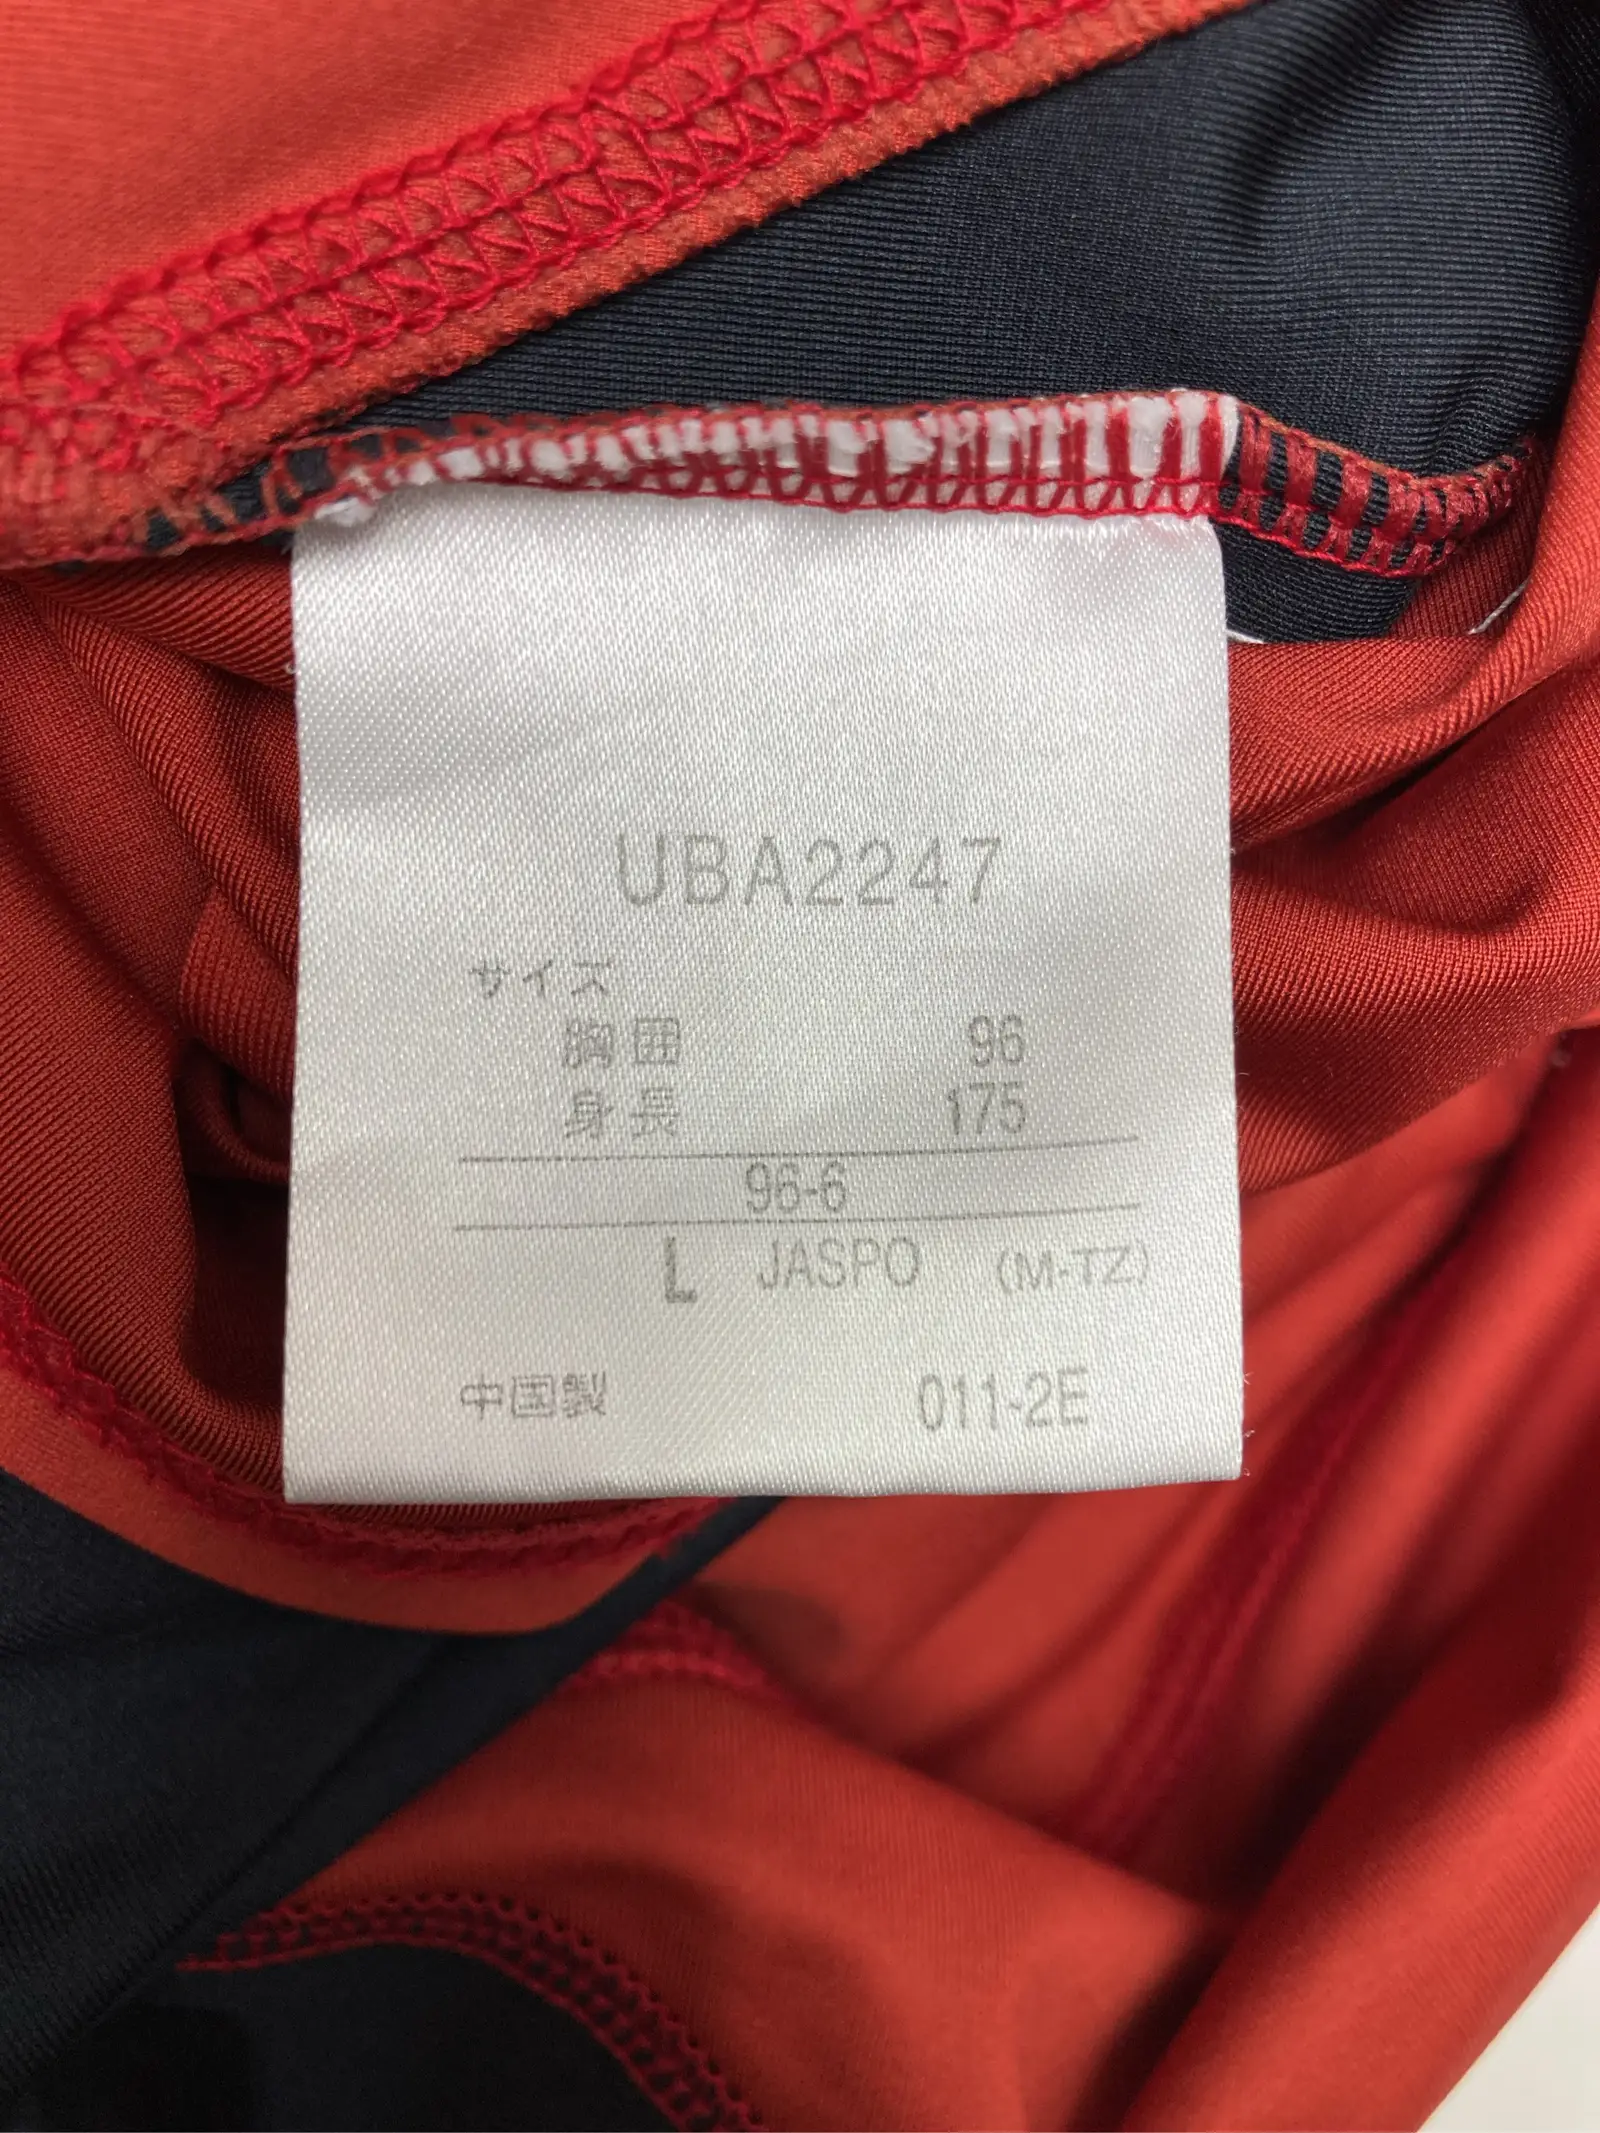 UBA2247
サイズ
胸囲 96
身長 175
96-6
L JASPO (M-TZ)
中国製 011-2E